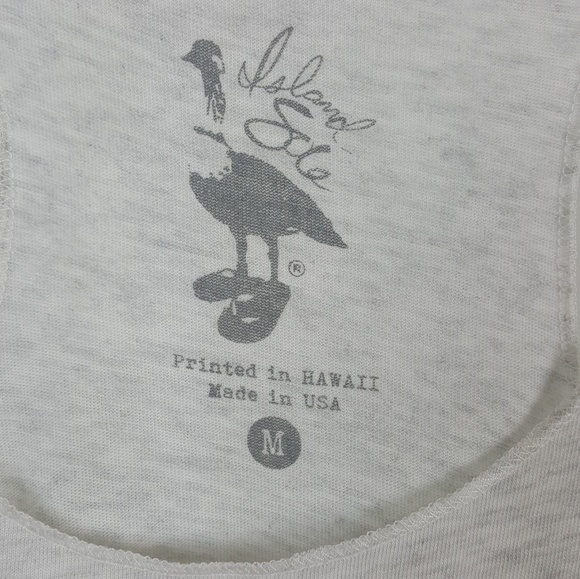 Island
Sole
®
Printed in HAWAII
Made in USA
M